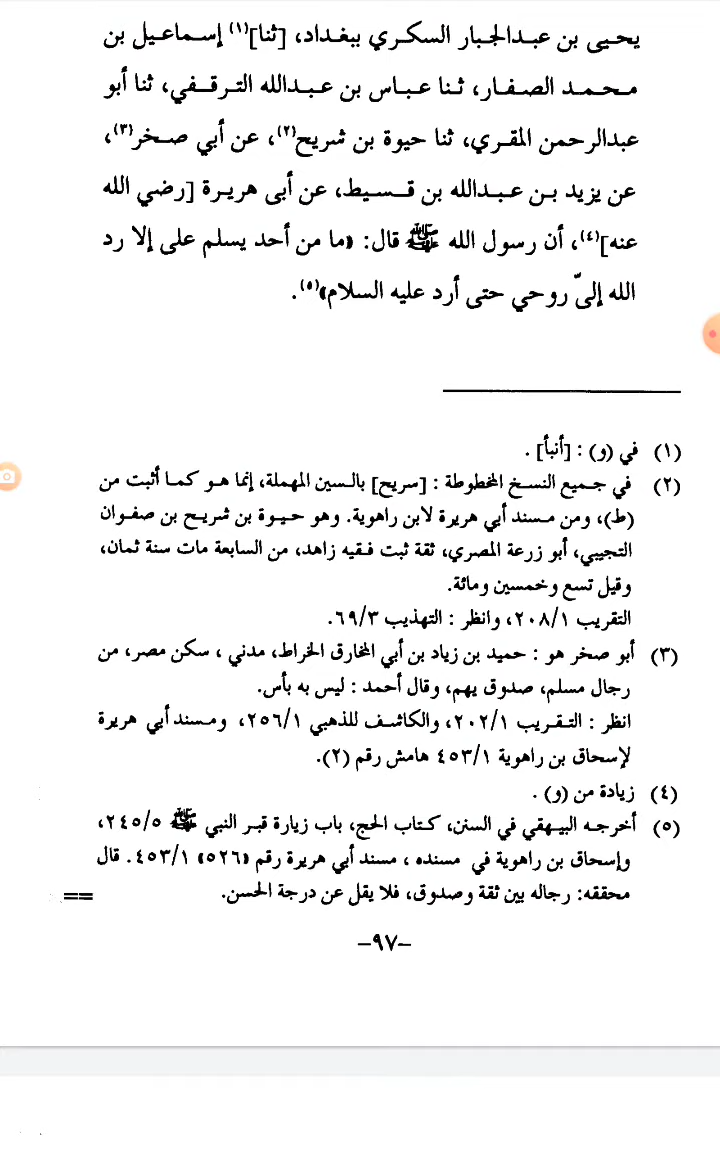 يحيى بن عبدالجبار السكري ببغداد، [ثنا](١) إسماعيل بن
محمد الصفار، ثنا عباس بن عبدالله الترقفي، ثنا أبو
عبدالرحمن المقري، ثنا حيوة بن شريح(٢)، عن أبي صخر(٣)،
عن يزيد بن عبدالله بن قسيط، عن أبى هريرة [رضي الله
عنه](٤)، أن رسول الله ﷺ قال: «ما من أحد يسلم على إلا رد
الله إلىّ روحي حتى أرد عليه السلام»(٥).
(١) في (و) : [أنبأ] .
(٢) في جميع النسخ المخطوطة : [سريح] بالسين المهملة، إنما هو كما أثبت من
(ط)، ومن مسند أبي هريرة لابن راهوية. وهو حيوة بن شريح بن صفوان
التجيبي، أبو زرعة المصري، ثقة ثبت فقيه زاهد، من السابعة مات سنة ثمان،
وقيل تسع وخمسين ومائة.
التقريب ٢٠٨/١، وانظر : التهذيب ٦٩/٣.
(٣) أبو صخر هو : حميد بن زياد بن أبي المخارق الخراط، مدني ، سكن مصر، من
رجال مسلم، صدوق يهم، وقال أحمد : ليس به بأس.
انظر : التقريب ٢٠٢/١، والكاشف للذهبي ٢٥٦/١، ومسند أبي هريرة
لإسحاق بن راهوية ٤٥٣/١ هامش رقم (٢).
(٤) زيادة من (و) .
(٥) أخرجه البيهقي في السنن، كتاب الحج، باب زيارة قبر النبي ﷺ ٢٤٥/٥،
وإسحاق بن راهوية في مسنده ، مسند أبي هريرة رقم «٥٢٦» ٤٥٣/١. قال
محققه: رجاله بين ثقة وصدوق، فلا يقل عن درجة الحسن. ==
–٩٧–